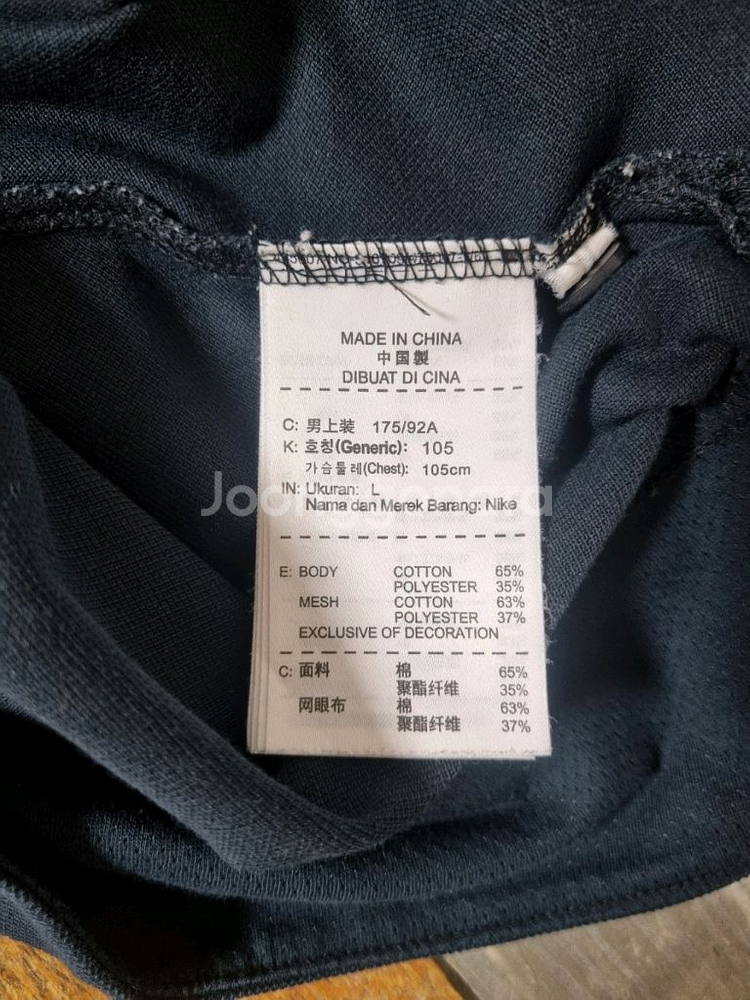 MADE IN CHINA
中国製
DIBUAT DI CINA
C: 男上装 175/92A
K: 호칭(Generic): 105
가슴둘레(Chest): 105cm
IN: Ukuran: L
Nama dan Merek Barang: Nike
E: BODY COTTON 65%
POLYESTER 35%
MESH COTTON 63%
POLYESTER 37%
EXCLUSIVE OF DECORATION
C: 面料 棉 65%
聚酯纤维 35%
网眼布 棉 63%
聚酯纤维 37%